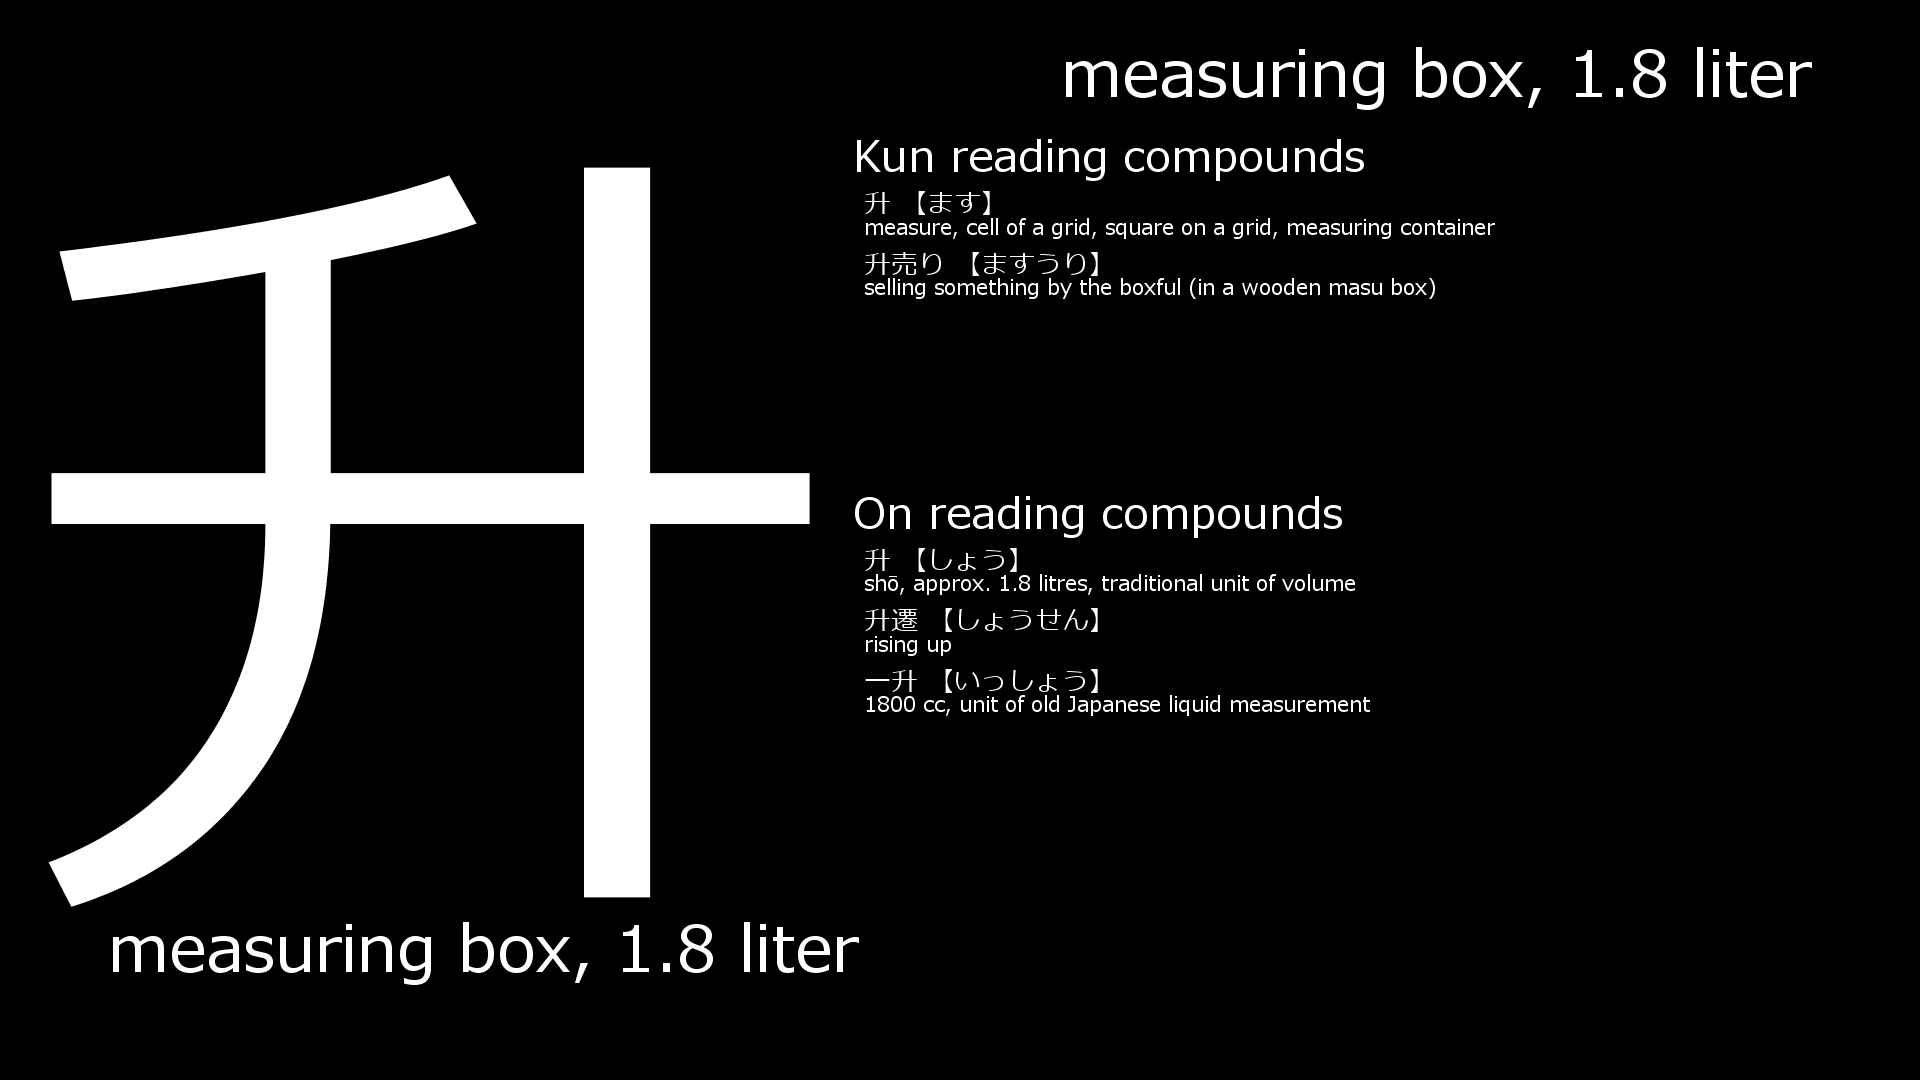 升
measuring box, 1.8 liter
measuring box, 1.8 liter
Kun reading compounds
升 【ます】
measure, cell of a grid, square on a grid, measuring container
升売り 【ますうり】
selling something by the boxful (in a wooden masu box)
On reading compounds
升 【しょう】
shō, approx. 1.8 litres, traditional unit of volume
升遷 【しょうせん】
rising up
一升 【いっしょう】
1800 cc, unit of old Japanese liquid measurement